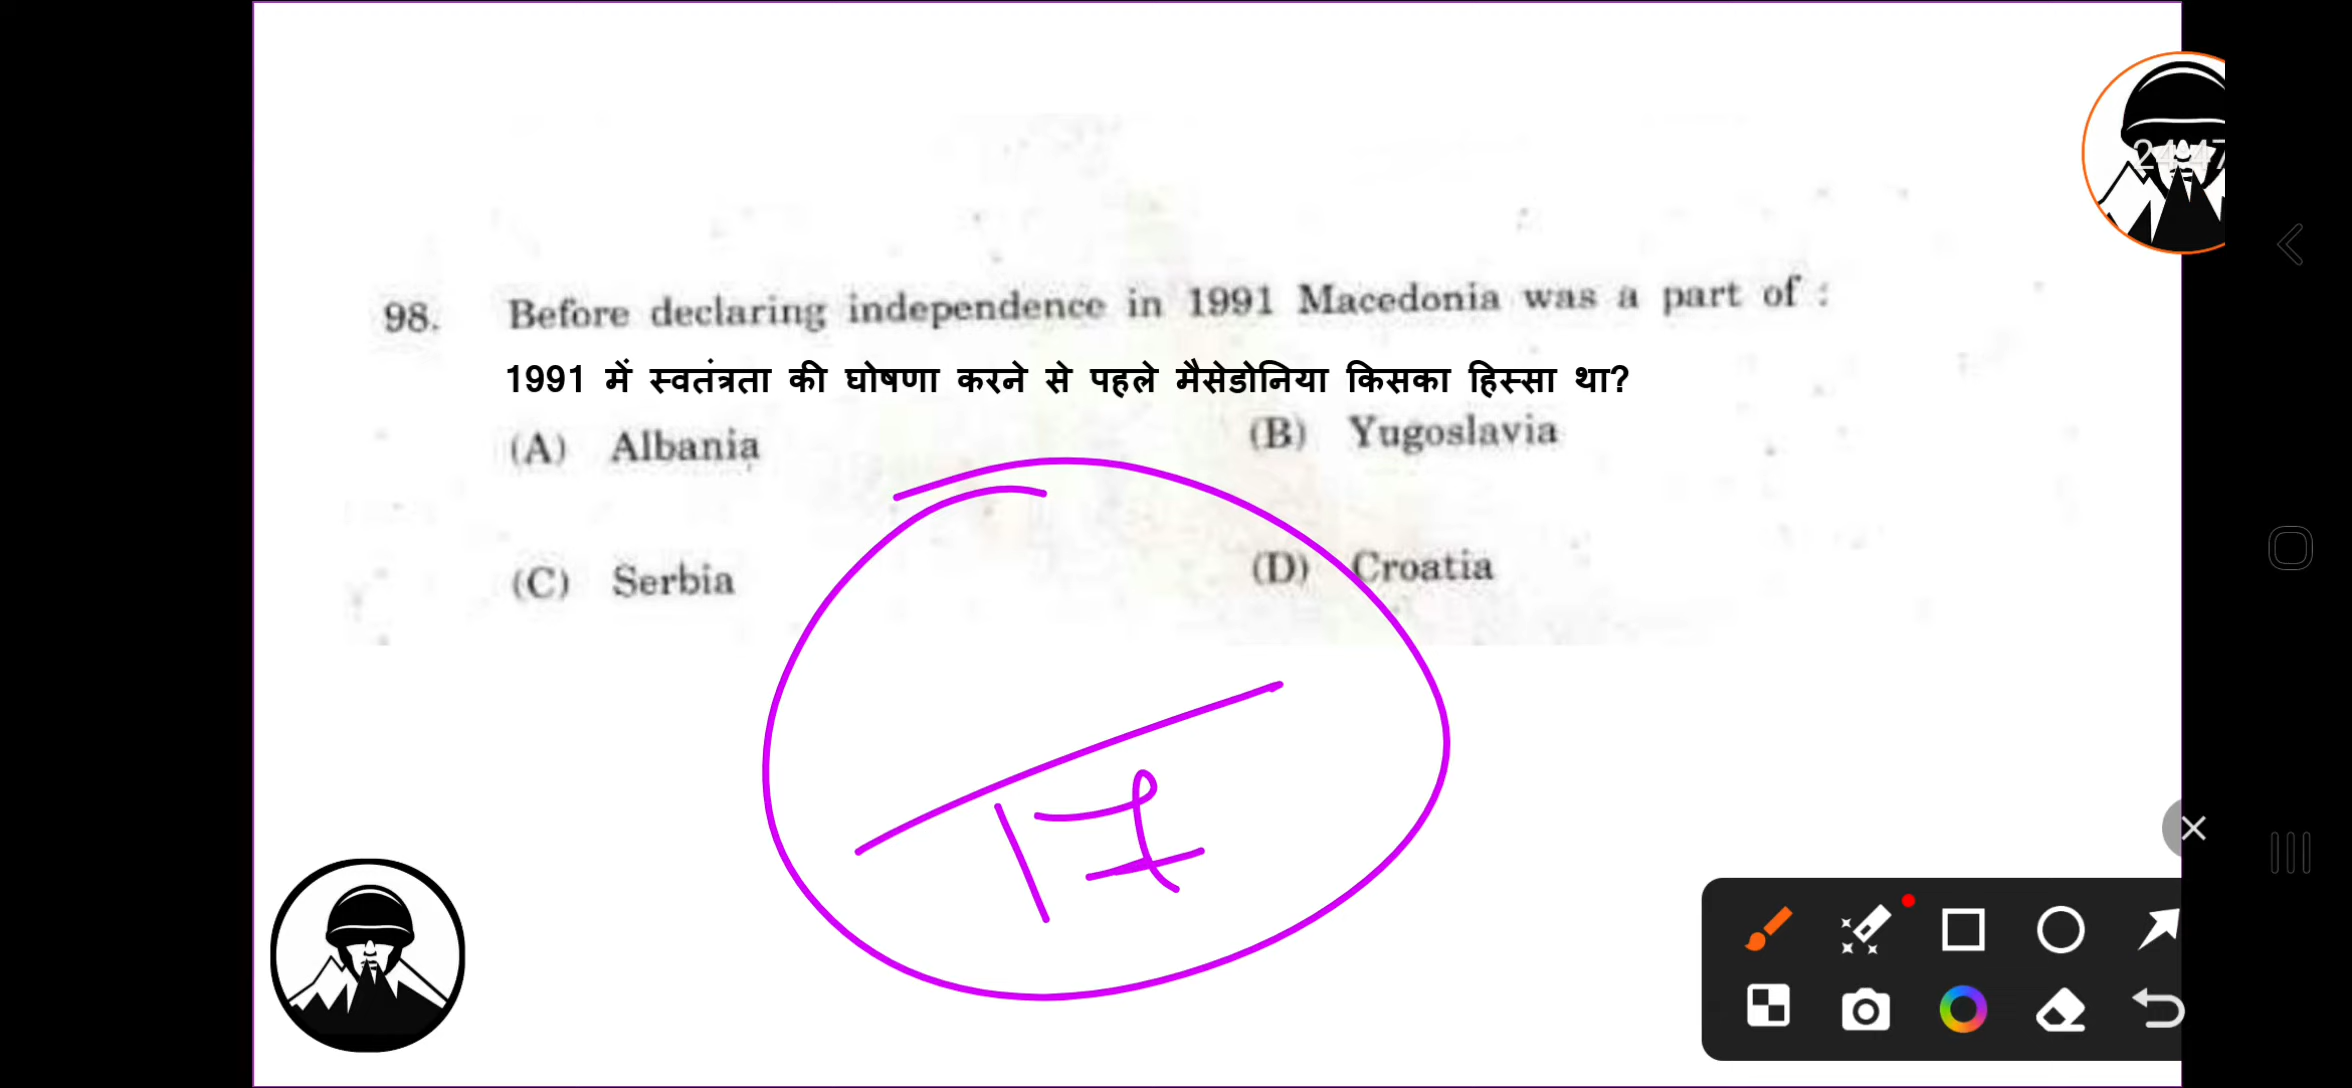 98. Before declaring independence in 1991 Macedonia was a part of :
1991 में स्वतंत्रता की घोषणा करने से पहले मैसेडोनिया किसका हिस्सा था?
(A) Albania (B) Yugoslavia
(C) Serbia (D) Croatia